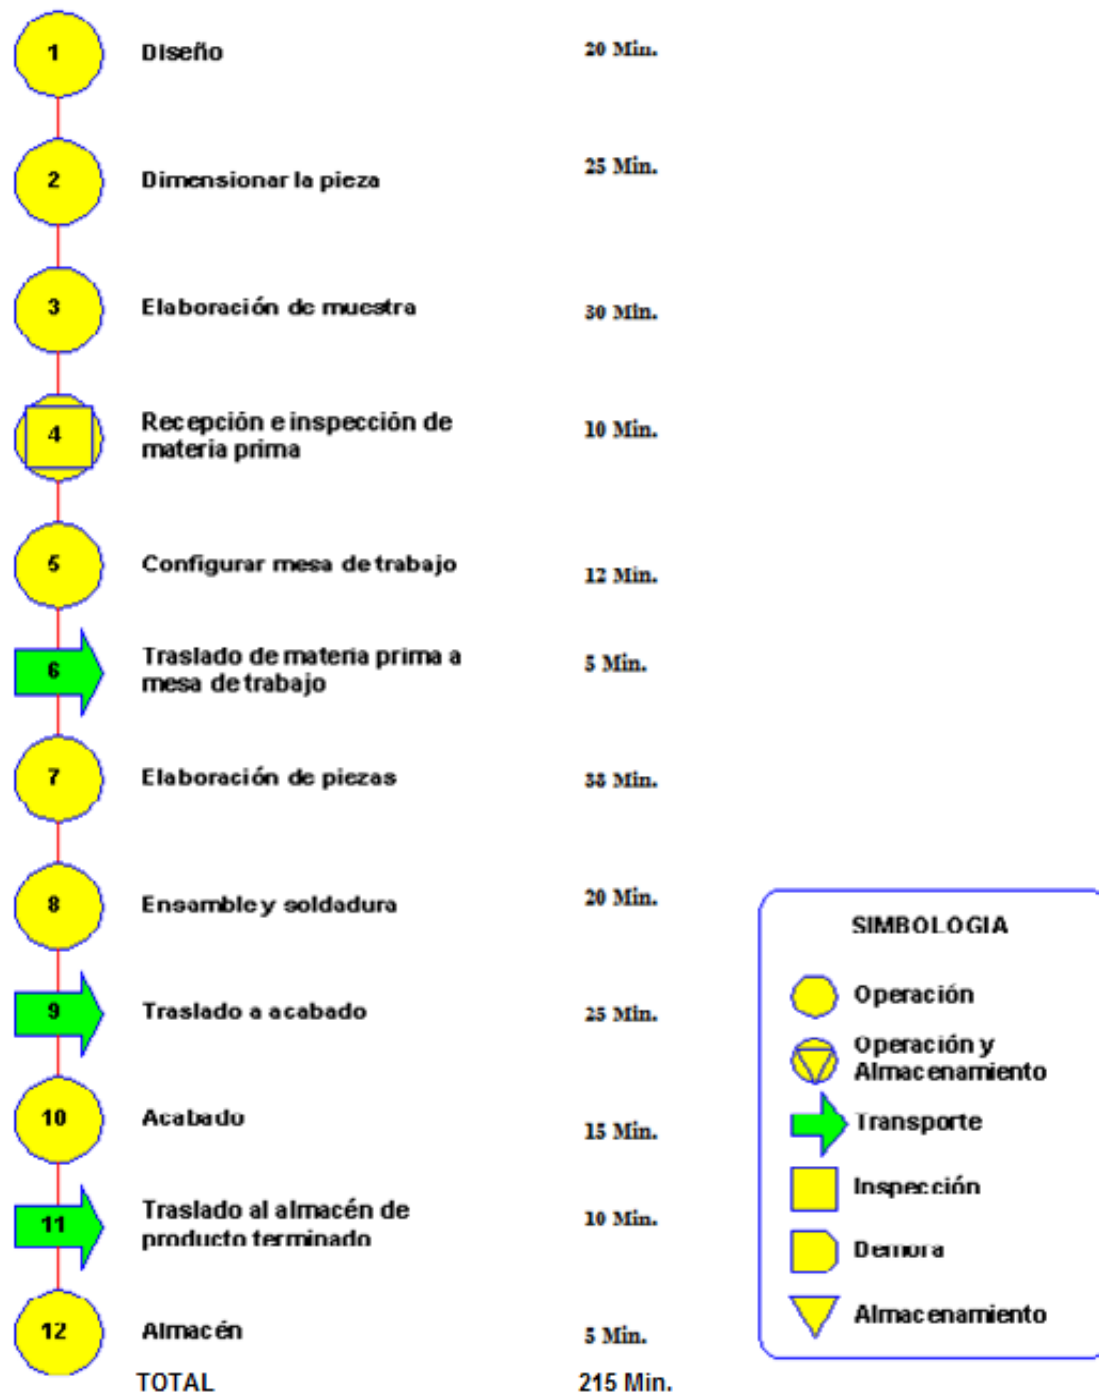 1 Diseño 20 Min.
2 Dimensionar la pieza 25 Min.
3 Elaboración de muestra 30 Min.
4 Recepción e inspección de
materia prima 10 Min.
5 Configurar mesa de trabajo 12 Min.
6 Traslado de materia prima a
mesa de trabajo 5 Min.
7 Elaboración de piezas 38 Min.
8 Ensamble y soldadura 20 Min.
9 Traslado a acabado 25 Min.
10 Acabado 15 Min.
11 Traslado al almacén de
producto terminado 10 Min.
12 Almacén 5 Min.
TOTAL 215 Min.
SIMBOLOGIA
Operación
Operación y
Almacenamiento
Transporte
Inspección
Demora
Almacenamiento